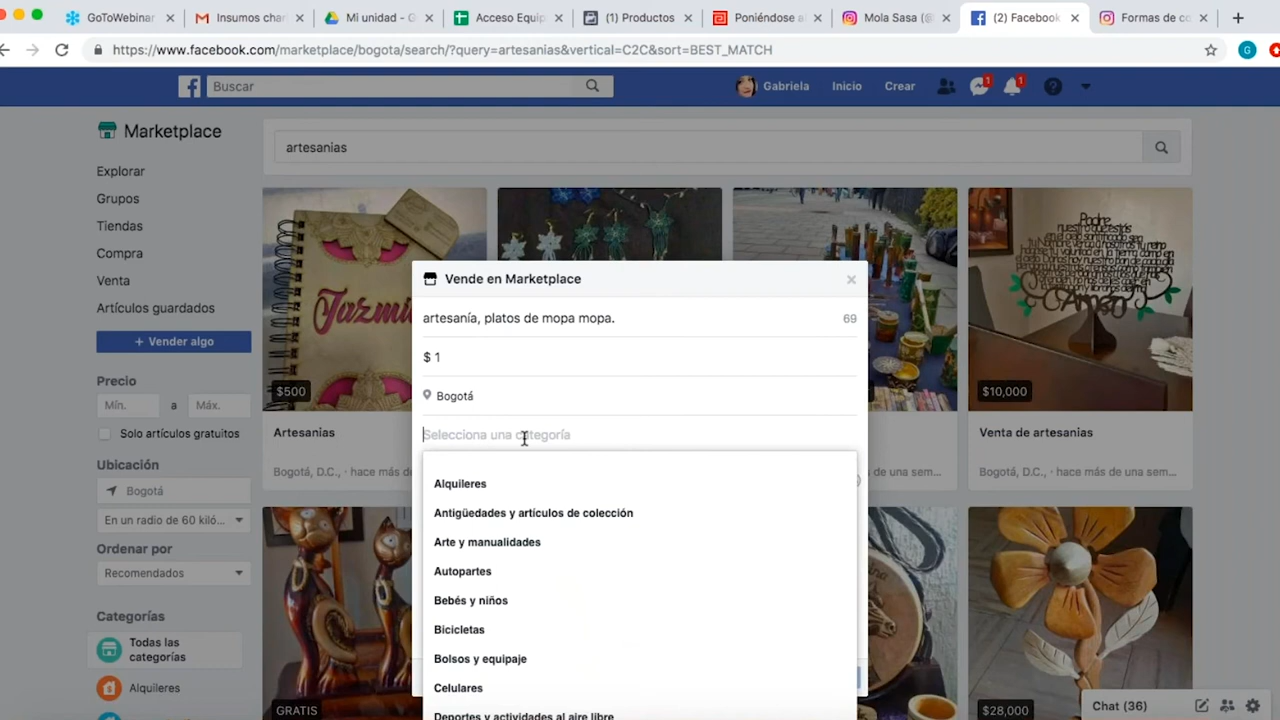 GoToWebinar
Insumos char
Mi unidad - G
Acceso Equip
(1) Productos
Poniéndose a
Mola Sasa (@
(2) Facebook
Formas de co
https://www.facebook.com/marketplace/bogota/search/?query=artesanias&vertical=C2C&sort=BEST_MATCH
G
Buscar
Gabriela
Inicio
Crear
1
1
Marketplace
artesanias
Explorar
Grupos
Tiendas
Compra
Venta
Artículos guardados
+ Vender algo
Precio
Mín.
a
Máx.
Solo artículos gratuitos
Ubicación
Bogotá
En un radio de 60 kiló...
Ordenar por
Recomendados
Categorías
Todas las
categorías
Alquileres
$500
Artesanias
Bogotá, D.C., · hace más d
Vende en Marketplace
artesanía, platos de mopa mopa.
69
$ 1
Bogotá
Selecciona una categoría
Alquileres
Antigüedades y artículos de colección
Arte y manualidades
Autopartes
Bebés y niños
Bicicletas
Bolsos y equipaje
Celulares
Deportes y actividades al aire libre
de una sem...
$10,000
Venta de artesanias
Bogotá, D.C., · hace más de una sem...
GRATIS
$28,000
Chat (36)